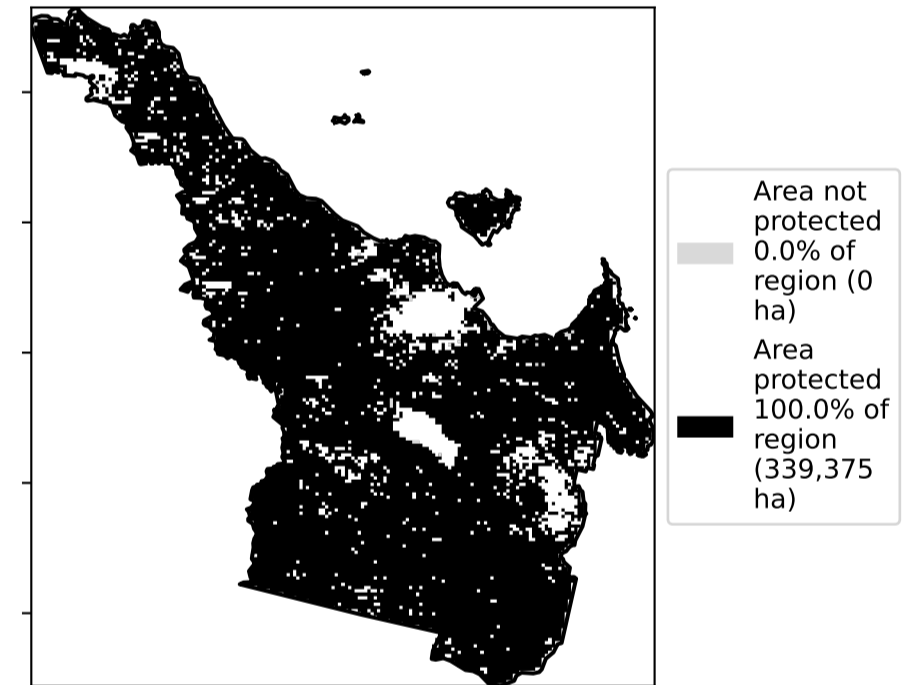 Area not
protected
0.0% of
region (0
ha)
Area
protected
100.0% of
region
(339,375
ha)